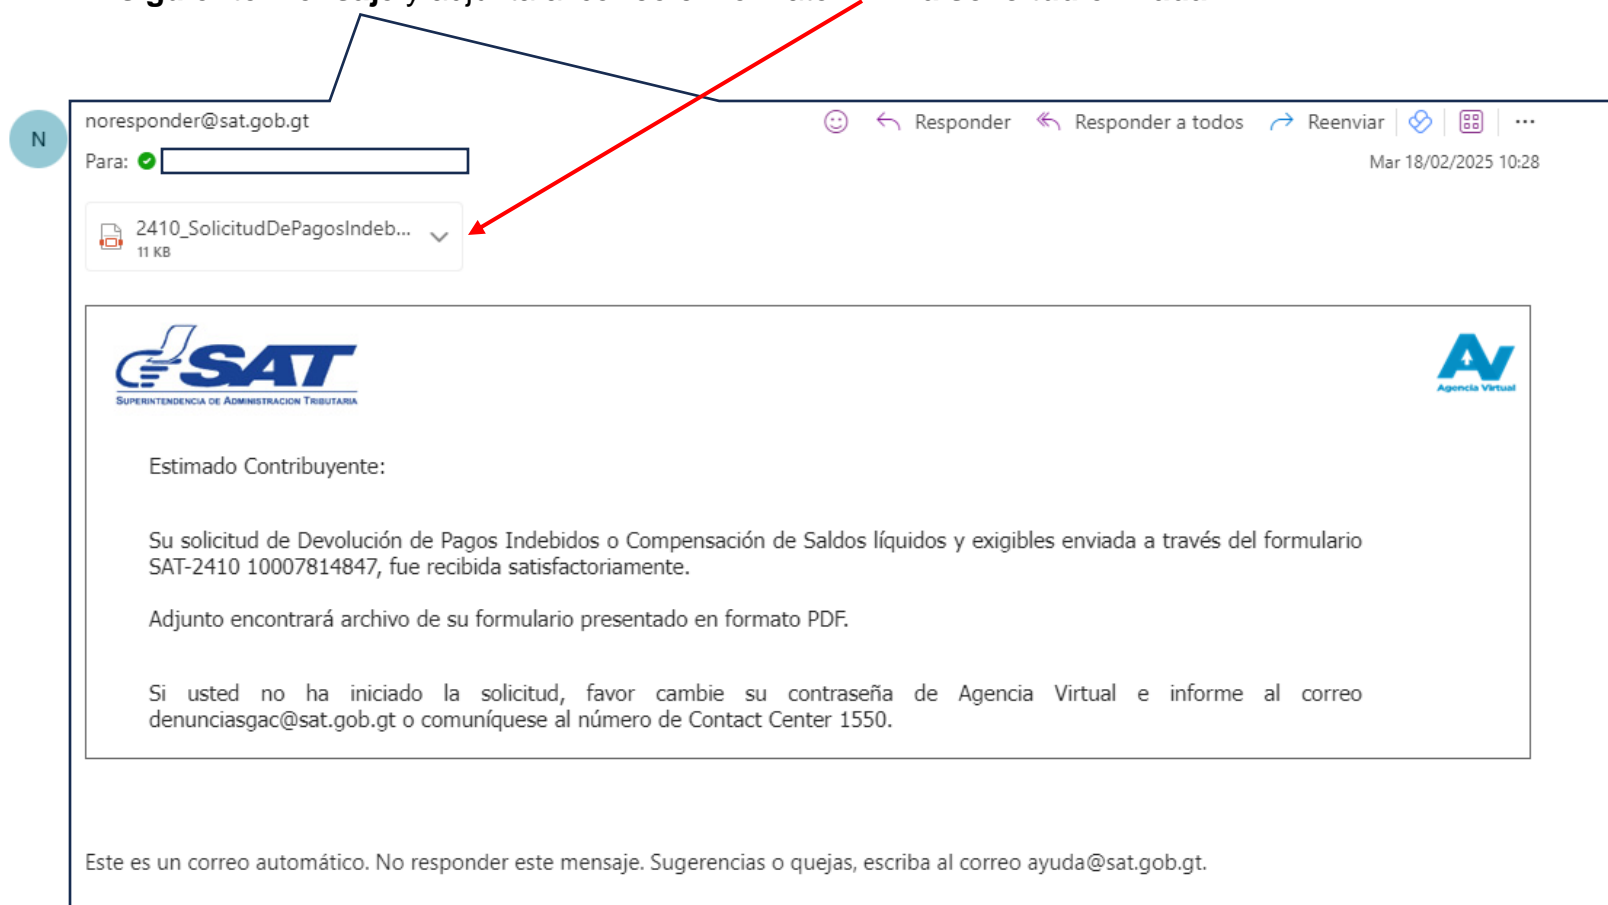 N
noresponder@sat.gob.gt
Responder
Responder a todos
Reenviar
Para:
Mar 18/02/2025 10:28
2410_SolicitudDePagosIndeb...
11 KB
SAT
SUPERINTENDENCIA DE ADMINISTRACION TRIBUTARIA
AV
Agencia Virtual
Estimado Contribuyente:
Su solicitud de Devolución de Pagos Indebidos o Compensación de Saldos líquidos y exigibles enviada a través del formulario
SAT-2410 10007814847, fue recibida satisfactoriamente.
Adjunto encontrará archivo de su formulario presentado en formato PDF.
Si usted no ha iniciado la solicitud, favor cambie su contraseña de Agencia Virtual e informe al correo
denunciasgac@sat.gob.gt o comuníquese al número de Contact Center 1550.
Este es un correo automático. No responder este mensaje. Sugerencias o quejas, escriba al correo ayuda@sat.gob.gt.